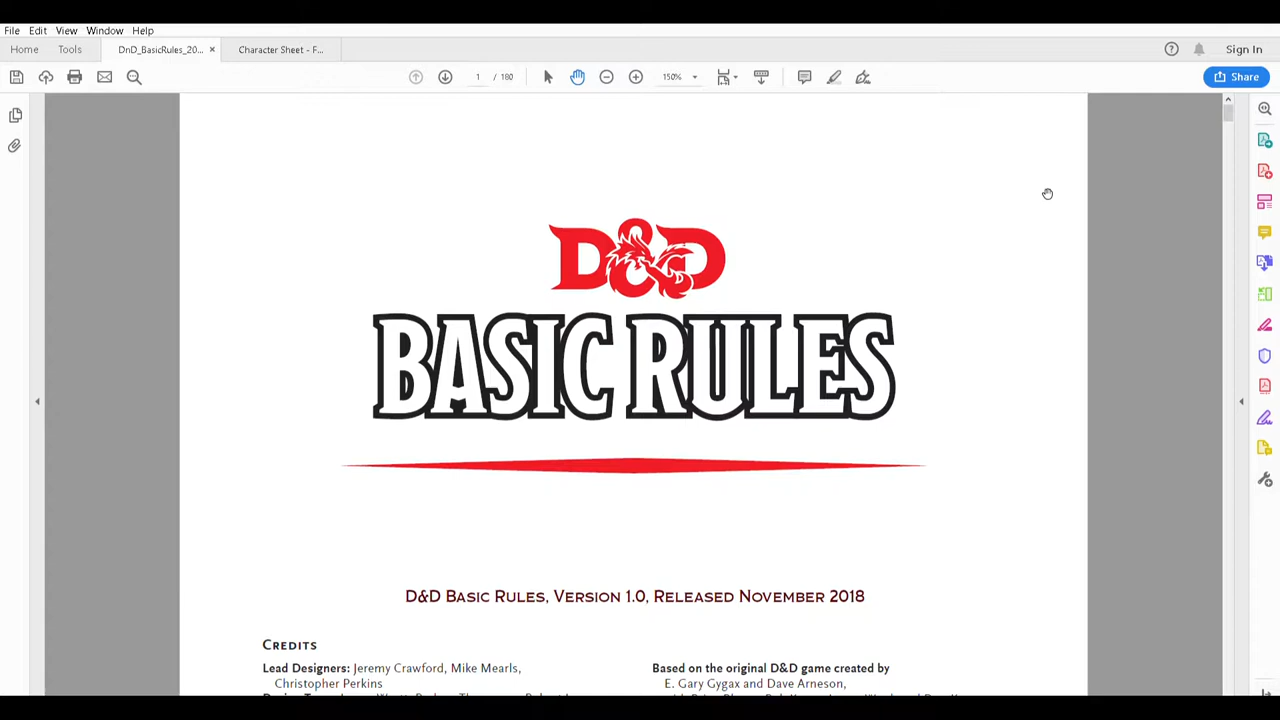 File Edit View Window Help
Home Tools DnD_BasicRules_20... × Character Sheet - F... Sign In
1 / 180 150% Share
D&D
BASIC RULES
D&D BASIC RULES, VERSION 1.0, RELEASED NOVEMBER 2018
CREDITS
Lead Designers: Jeremy Crawford, Mike Mearls,
Christopher Perkins
Based on the original D&D game created by
E. Gary Gygax and Dave Arneson,